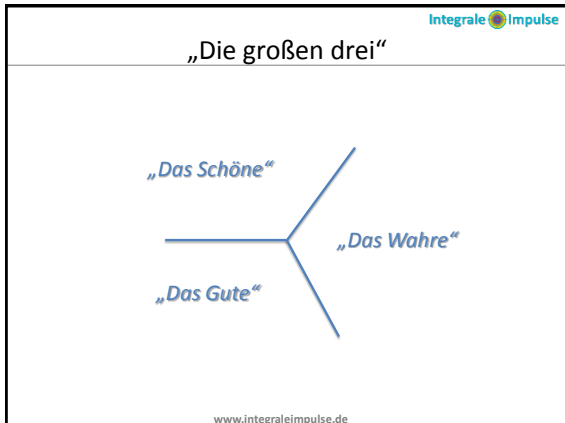 Integrale Impulse
„Die großen drei“
„Das Schöne“
„Das Wahre“
„Das Gute“
www.integraleimpulse.de